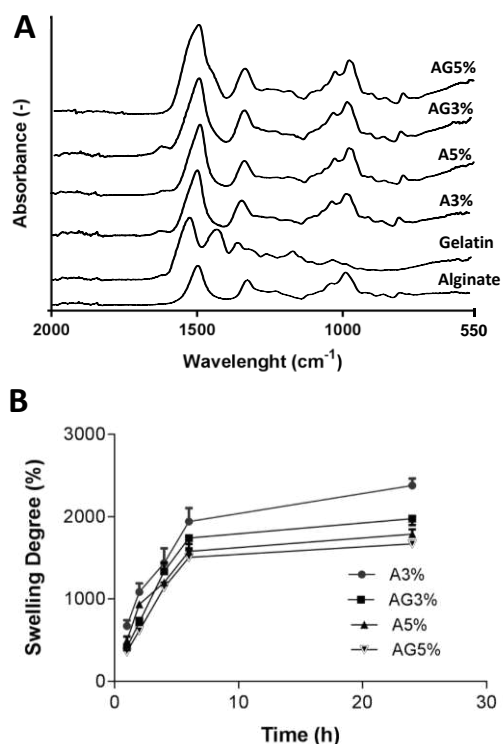 A
Absorbance (-)
AG5%
AG3%
A5%
A3%
Gelatin
Alginate
2000 1500 1000 550
Wavelenght (cm-1)
B
Swelling Degree (%)
3000
2000
1000
0
A3%
AG3%
A5%
AG5%
0 10 20 30
Time (h)